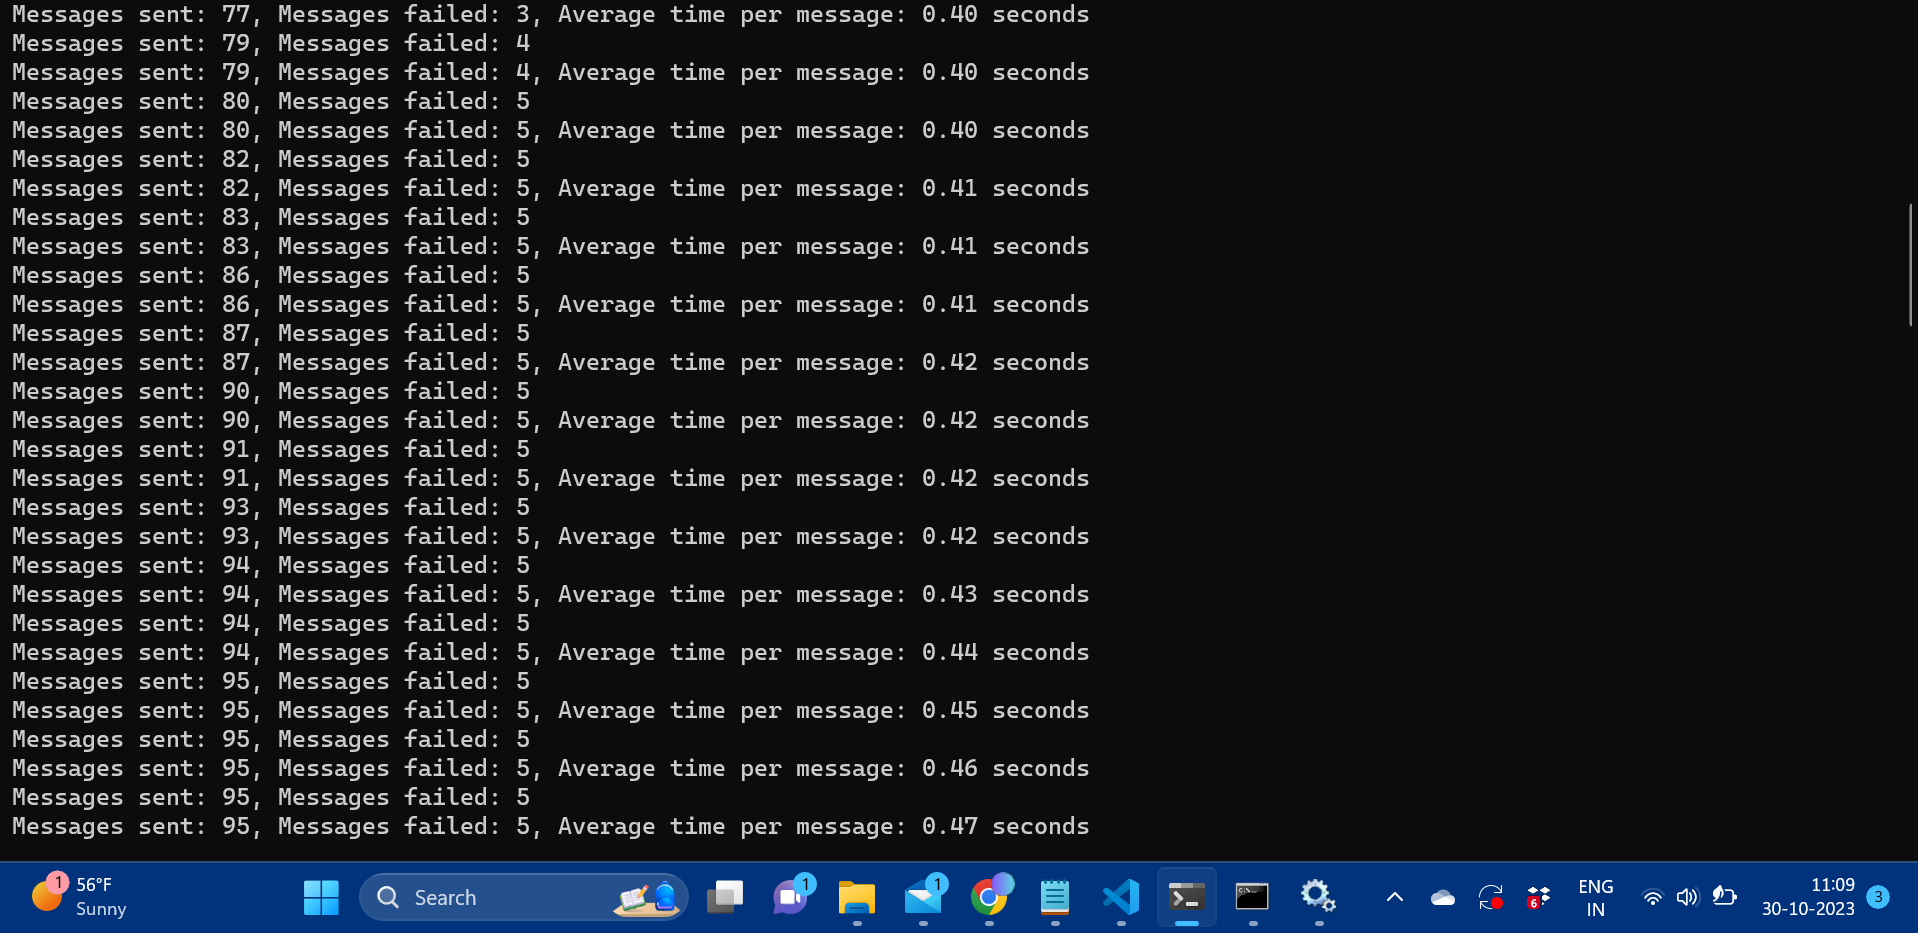 Messages sent: 77, Messages failed: 3, Average time per message: 0.40 seconds
Messages sent: 79, Messages failed: 4
Messages sent: 79, Messages failed: 4, Average time per message: 0.40 seconds
Messages sent: 80, Messages failed: 5
Messages sent: 80, Messages failed: 5, Average time per message: 0.40 seconds
Messages sent: 82, Messages failed: 5
Messages sent: 82, Messages failed: 5, Average time per message: 0.41 seconds
Messages sent: 83, Messages failed: 5
Messages sent: 83, Messages failed: 5, Average time per message: 0.41 seconds
Messages sent: 86, Messages failed: 5
Messages sent: 86, Messages failed: 5, Average time per message: 0.41 seconds
Messages sent: 87, Messages failed: 5
Messages sent: 87, Messages failed: 5, Average time per message: 0.42 seconds
Messages sent: 90, Messages failed: 5
Messages sent: 90, Messages failed: 5, Average time per message: 0.42 seconds
Messages sent: 91, Messages failed: 5
Messages sent: 91, Messages failed: 5, Average time per message: 0.42 seconds
Messages sent: 93, Messages failed: 5
Messages sent: 93, Messages failed: 5, Average time per message: 0.42 seconds
Messages sent: 94, Messages failed: 5
Messages sent: 94, Messages failed: 5, Average time per message: 0.43 seconds
Messages sent: 94, Messages failed: 5
Messages sent: 94, Messages failed: 5, Average time per message: 0.44 seconds
Messages sent: 95, Messages failed: 5
Messages sent: 95, Messages failed: 5, Average time per message: 0.45 seconds
Messages sent: 95, Messages failed: 5
Messages sent: 95, Messages failed: 5, Average time per message: 0.46 seconds
Messages sent: 95, Messages failed: 5
Messages sent: 95, Messages failed: 5, Average time per message: 0.47 seconds
1
56°F
Sunny
Search
1
1
6
ENG
IN
11:09
30-10-2023
3